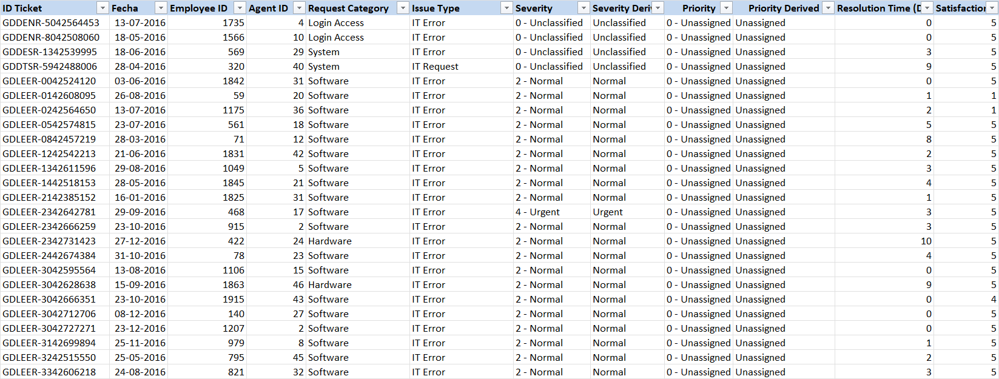 ID Ticket Fecha Employee ID Agent ID Request Category Issue Type Severity Severity Deri Priority Priority Derived Resolution Time (D Satisfaction
GDDENR-5042564453 13-07-2016 1735 4 Login Access IT Error 0 - Unclassified Unclassified 0 - Unassigned Unassigned 0 5
GDDENR-8042508060 18-05-2016 1566 10 Login Access IT Error 0 - Unclassified Unclassified 0 - Unassigned Unassigned 0 5
GDDESR-1342539995 18-06-2016 569 29 System IT Error 0 - Unclassified Unclassified 0 - Unassigned Unassigned 3 5
GDDTSR-5942488006 28-04-2016 320 40 System IT Request 0 - Unclassified Unclassified 0 - Unassigned Unassigned 9 5
GDLEER-0042524120 03-06-2016 1842 31 Software IT Error 2 - Normal Normal 0 - Unassigned Unassigned 0 5
GDLEER-0142608095 26-08-2016 59 20 Software IT Error 2 - Normal Normal 0 - Unassigned Unassigned 1 1
GDLEER-0242564650 13-07-2016 1175 36 Software IT Error 2 - Normal Normal 0 - Unassigned Unassigned 2 1
GDLEER-0542574815 23-07-2016 561 18 Software IT Error 2 - Normal Normal 0 - Unassigned Unassigned 5 5
GDLEER-0842457219 28-03-2016 71 12 Software IT Error 2 - Normal Normal 0 - Unassigned Unassigned 8 5
GDLEER-1242542213 21-06-2016 1831 42 Software IT Error 2 - Normal Normal 0 - Unassigned Unassigned 2 5
GDLEER-1342611596 29-08-2016 1049 5 Software IT Error 2 - Normal Normal 0 - Unassigned Unassigned 3 5
GDLEER-1442518153 28-05-2016 1845 21 Software IT Error 2 - Normal Normal 0 - Unassigned Unassigned 4 5
GDLEER-2142385152 16-01-2016 1825 31 Software IT Error 2 - Normal Normal 0 - Unassigned Unassigned 1 5
GDLEER-2342642781 29-09-2016 468 17 Software IT Error 4 - Urgent Urgent 0 - Unassigned Unassigned 3 5
GDLEER-2342666259 23-10-2016 915 2 Software IT Error 2 - Normal Normal 0 - Unassigned Unassigned 3 5
GDLEER-2342731423 27-12-2016 422 24 Hardware IT Error 2 - Normal Normal 0 - Unassigned Unassigned 10 5
GDLEER-2442674384 31-10-2016 78 23 Software IT Error 2 - Normal Normal 0 - Unassigned Unassigned 4 5
GDLEER-3042595564 13-08-2016 1106 15 Software IT Error 2 - Normal Normal 0 - Unassigned Unassigned 0 5
GDLEER-3042628638 15-09-2016 1863 46 Hardware IT Error 2 - Normal Normal 0 - Unassigned Unassigned 9 5
GDLEER-3042666351 23-10-2016 1915 43 Software IT Error 2 - Normal Normal 0 - Unassigned Unassigned 0 4
GDLEER-3042712706 08-12-2016 140 27 Software IT Error 2 - Normal Normal 0 - Unassigned Unassigned 0 5
GDLEER-3042727271 23-12-2016 1207 2 Software IT Error 2 - Normal Normal 0 - Unassigned Unassigned 0 5
GDLEER-3142699894 25-11-2016 979 8 Software IT Error 2 - Normal Normal 0 - Unassigned Unassigned 1 5
GDLEER-3242515550 25-05-2016 795 45 Software IT Error 2 - Normal Normal 0 - Unassigned Unassigned 2 5
GDLEER-3342606218 24-08-2016 821 32 Software IT Error 2 - Normal Normal 0 - Unassigned Unassigned 3 5